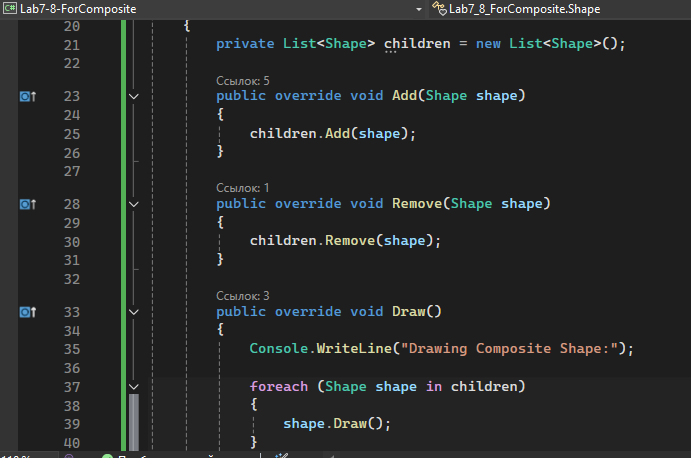 Lab7-8-ForComposite Lab7_8_ForComposite.Shape
20 {
21 private List<Shape> children = new List<Shape>();
22
Ссылок: 5
23 public override void Add(Shape shape)
24 {
25 children.Add(shape);
26 }
27
Ссылок: 1
28 public override void Remove(Shape shape)
29 {
30 children.Remove(shape);
31 }
32
Ссылок: 3
33 public override void Draw()
34 {
35 Console.WriteLine("Drawing Composite Shape:");
36
37 foreach (Shape shape in children)
38 {
39 shape.Draw();
40 }